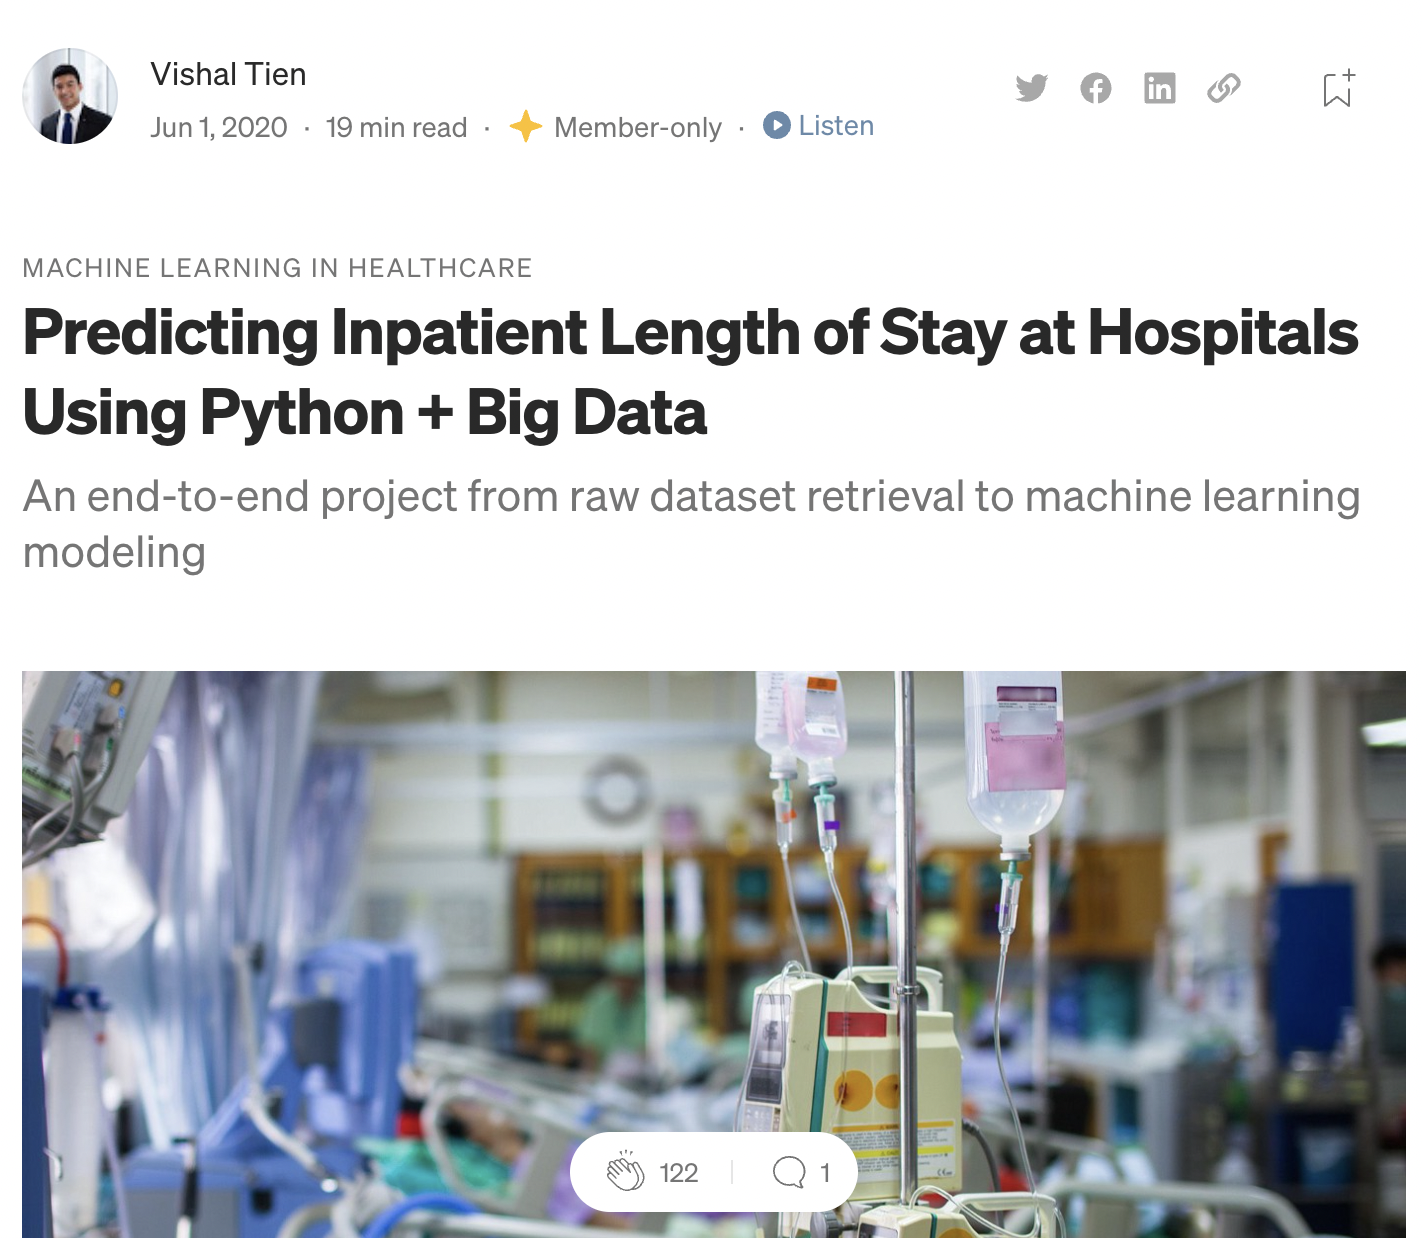 Vishal Tien
Jun 1, 2020 · 19 min read · Member-only · Listen
MACHINE LEARNING IN HEALTHCARE
Predicting Inpatient Length of Stay at Hospitals
Using Python + Big Data
An end-to-end project from raw dataset retrieval to machine learning
modeling
122 1